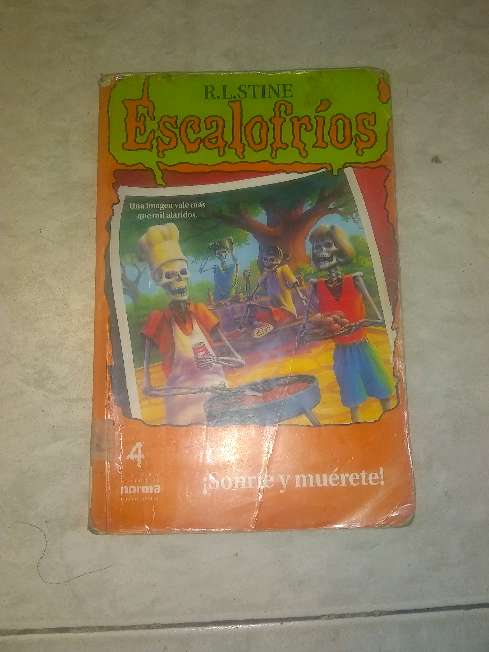 R.L.STINE
Escalofríos
Una imagen vale más
que mil alaridos.
4
norma
¡Sonríe y muérete!